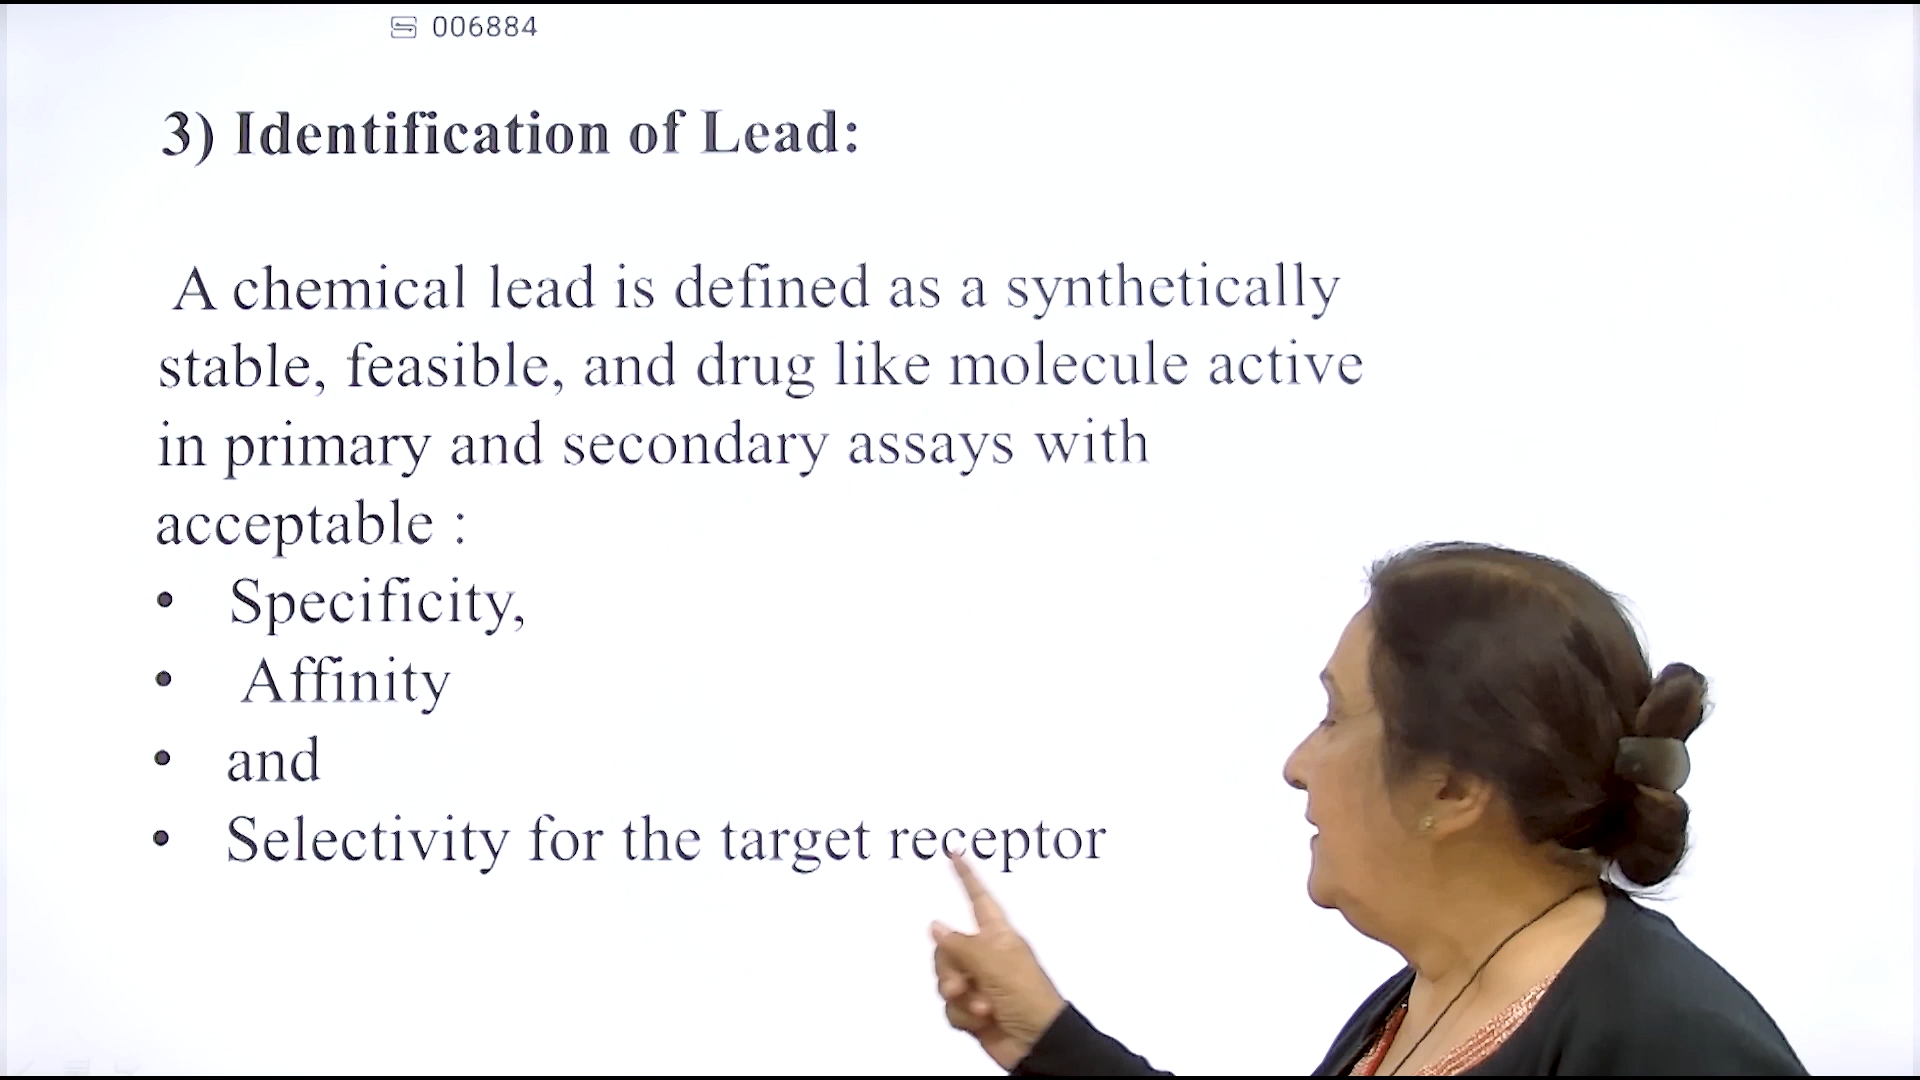 006884
3) Identification of Lead:
A chemical lead is defined as a synthetically
stable, feasible, and drug like molecule active
in primary and secondary assays with
acceptable :
• Specificity,
• Affinity
• and
• Selectivity for the target receptor